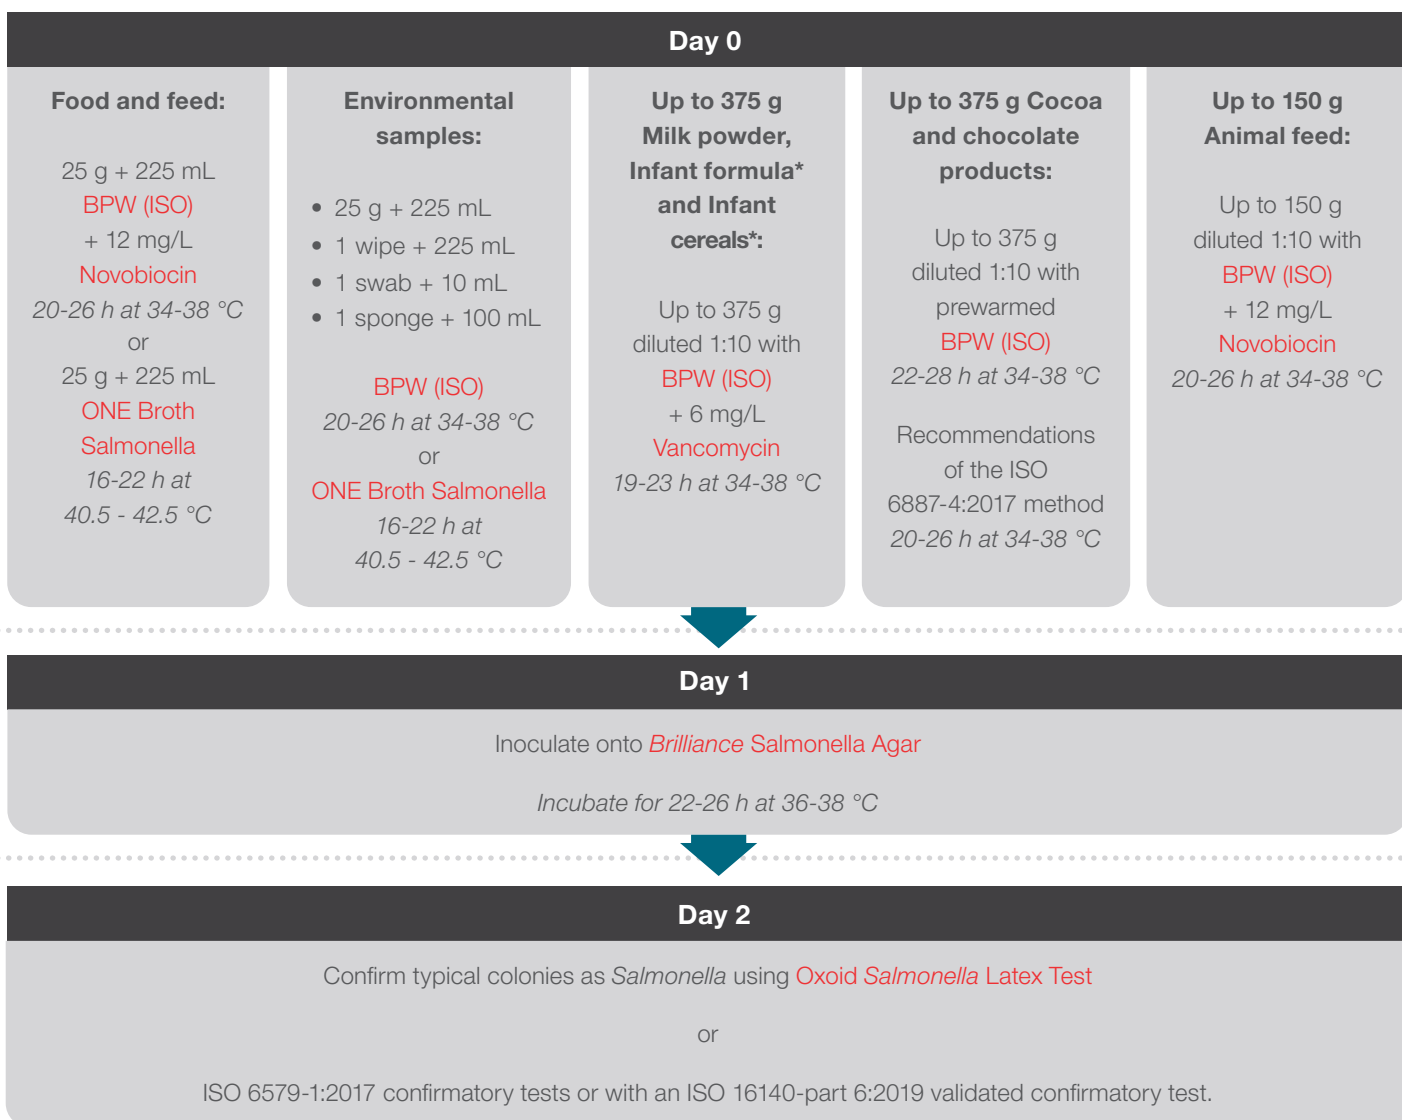 Day 0
Food and feed:
25 g + 225 mL
BPW (ISO)
+ 12 mg/L
Novobiocin
20-26 h at 34-38 °C
or
25 g + 225 mL
ONE Broth
Salmonella
16-22 h at
40.5 - 42.5 °C
Environmental
samples:
• 25 g + 225 mL
• 1 wipe + 225 mL
• 1 swab + 10 mL
• 1 sponge + 100 mL
BPW (ISO)
20-26 h at 34-38 °C
or
ONE Broth Salmonella
16-22 h at
40.5 - 42.5 °C
Up to 375 g
Milk powder,
Infant formula*
and Infant
cereals*:
Up to 375 g
diluted 1:10 with
BPW (ISO)
+ 6 mg/L
Vancomycin
19-23 h at 34-38 °C
Up to 375 g Cocoa
and chocolate
products:
Up to 375 g
diluted 1:10 with
prewarmed
BPW (ISO)
22-28 h at 34-38 °C
Recommendations
of the ISO
6887-4:2017 method
20-26 h at 34-38 °C
Up to 150 g
Animal feed:
Up to 150 g
diluted 1:10 with
BPW (ISO)
+ 12 mg/L
Novobiocin
20-26 h at 34-38 °C
Day 1
Inoculate onto Brilliance Salmonella Agar
Incubate for 22-26 h at 36-38 °C
Day 2
Confirm typical colonies as Salmonella using Oxoid Salmonella Latex Test
or
ISO 6579-1:2017 confirmatory tests or with an ISO 16140-part 6:2019 validated confirmatory test.